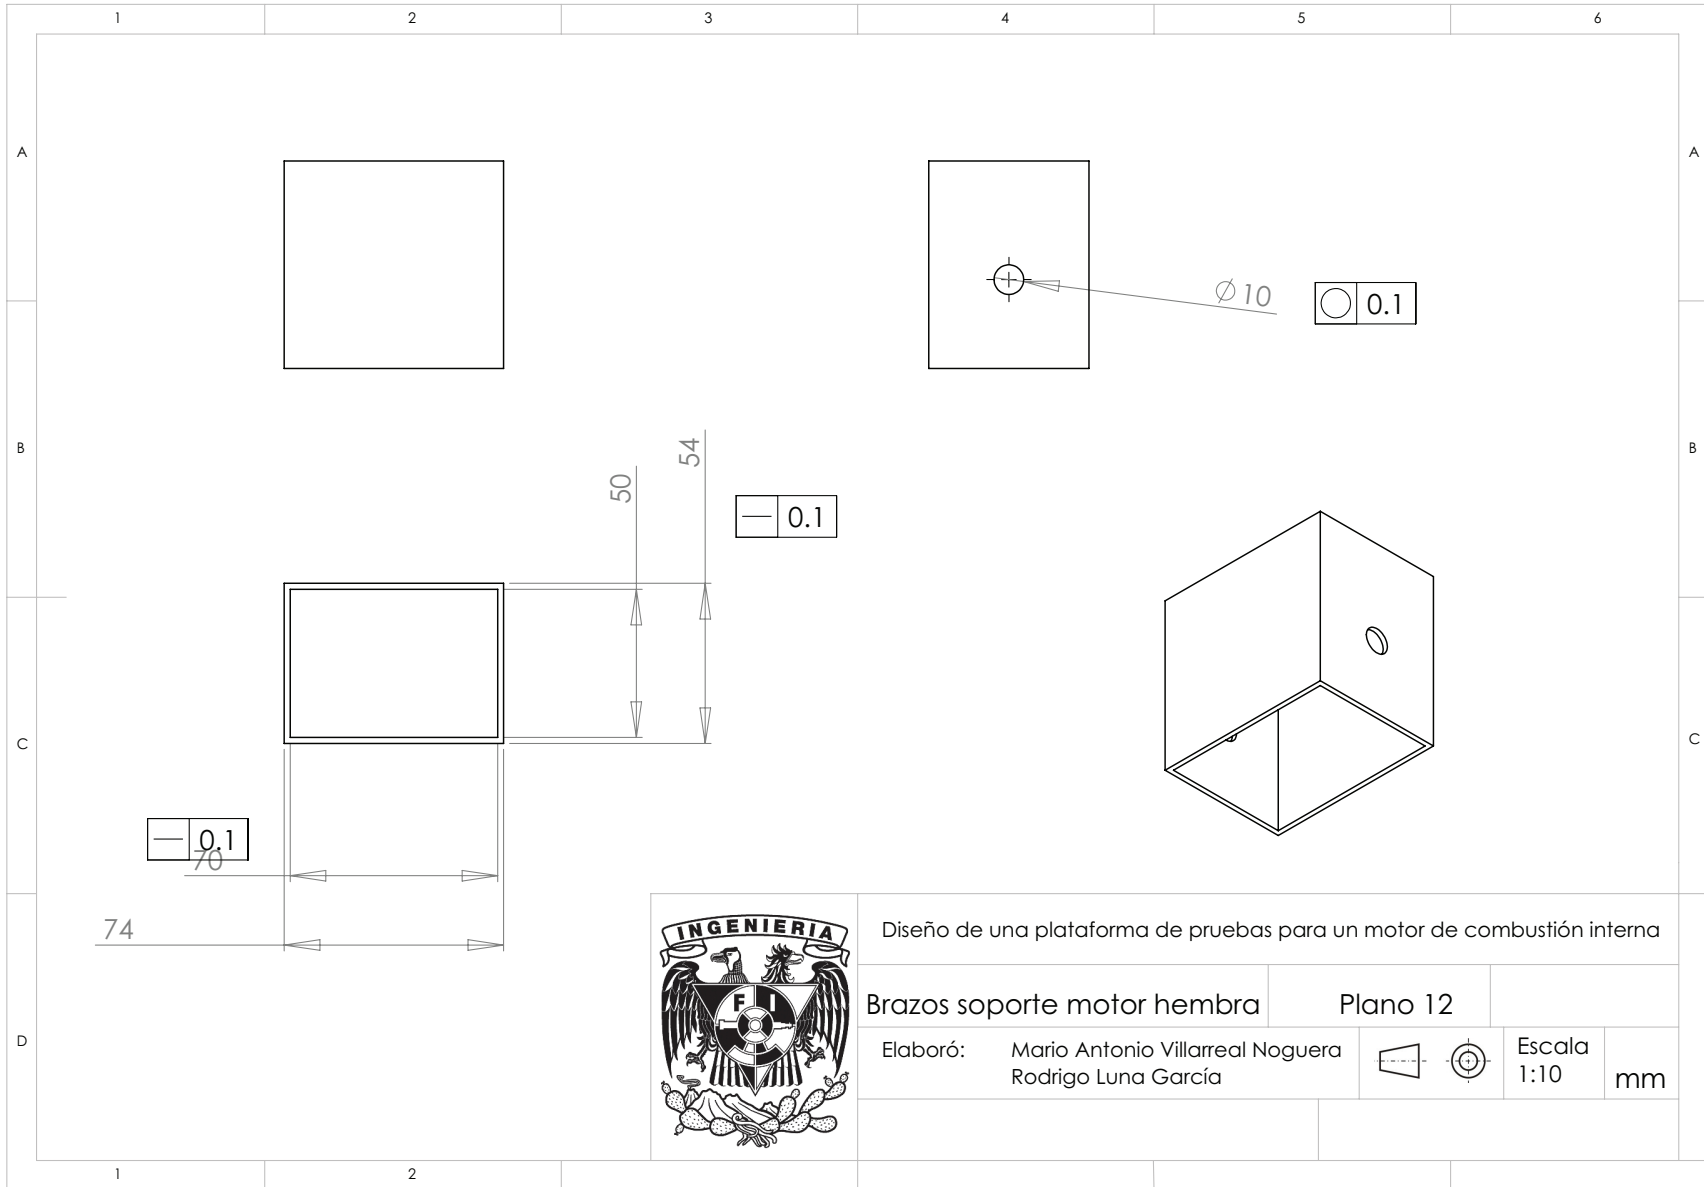 1 2 3 4 5 6
A A
Ø 10
0.1
B B
54
50
0.1
C C
0.1
70
74
INGENIERIA
F I
Diseño de una plataforma de pruebas para un motor de combustión interna
Brazos soporte motor hembra
Plano 12
D
Elaboró:
Mario Antonio Villarreal Noguera
Rodrigo Luna García
Escala
1:10
mm
1 2